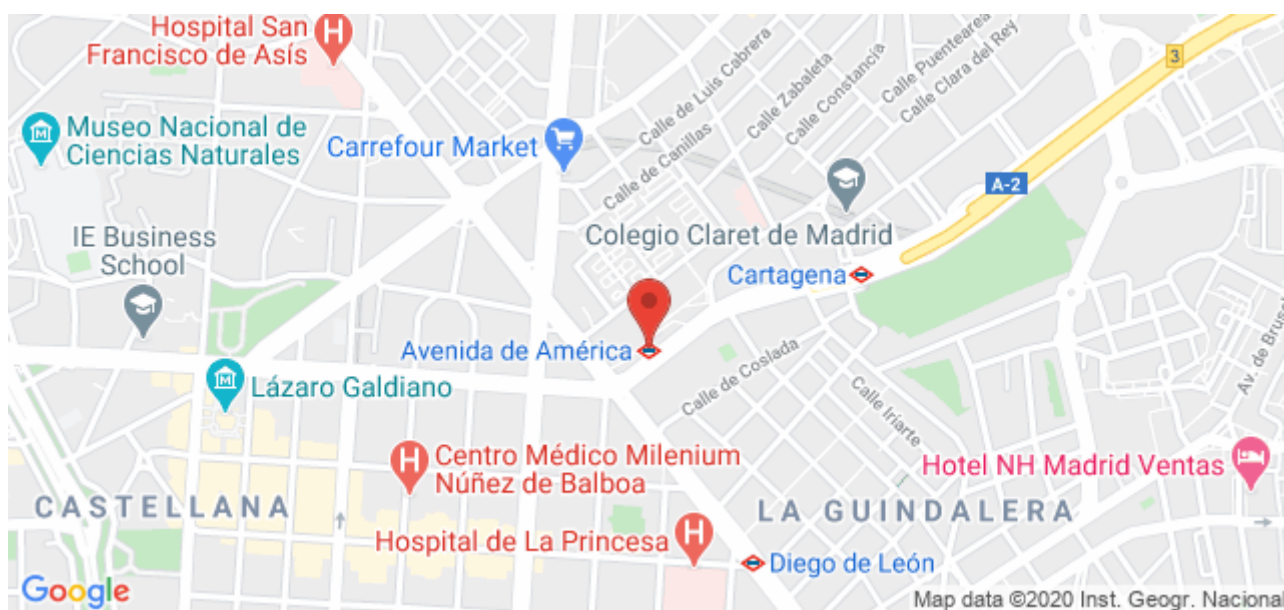 Hospital San
Francisco de Asís
H
Calle de Luis Cabrera
Calle Zabaleta
Calle Constancia
Calle Puentearea
Calle Clara del Rey
3
Museo Nacional de
Ciencias Naturales
M
Carrefour Market
Calle de Canillas
A-2
IE Business
School
Colegio Claret de Madrid
Cartagena
Avenida de América
Lázaro Galdiano
M
Calle de Coslada
Calle Iriarte
Av. de Brus
Centro Médico Milenium
Núñez de Balboa
H
Hotel NH Madrid Ventas
CASTELLANA
LA GUINDALERA
Hospital de La Princesa
H
Diego de León
Google
Map data ©2020 Inst. Geogr. Nacional